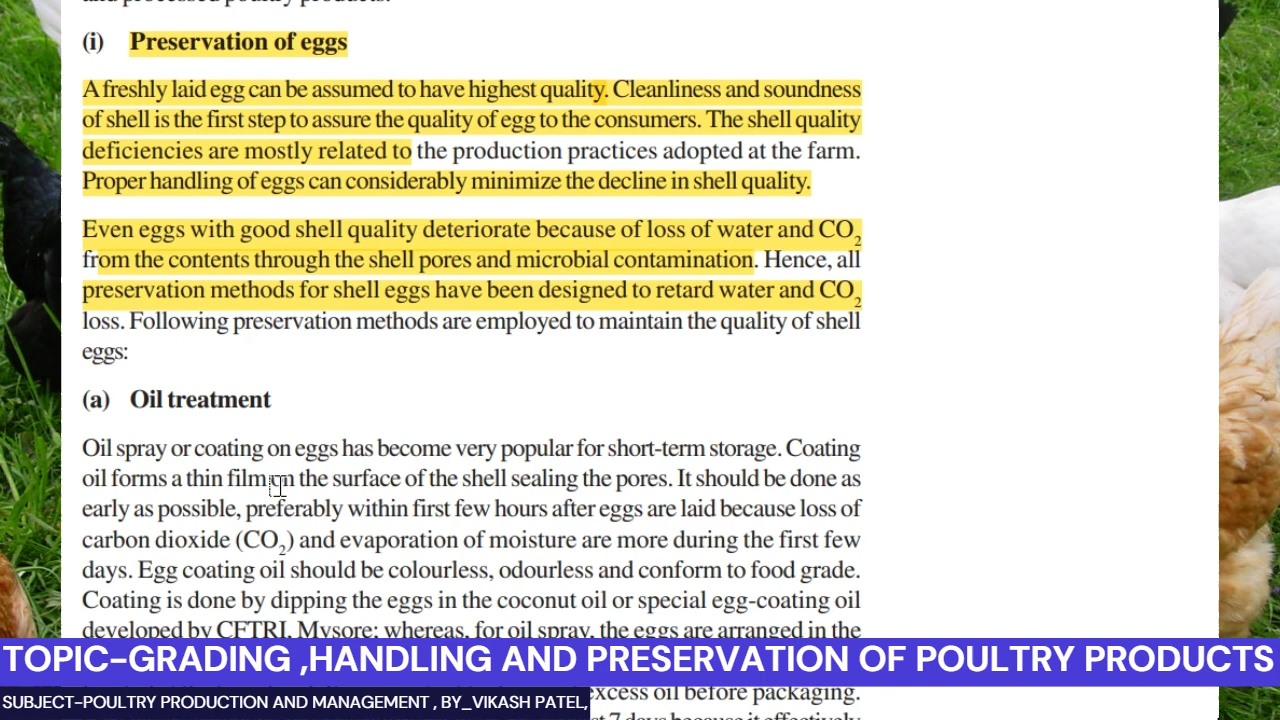 and processed poultry products.
(i) Preservation of eggs
A freshly laid egg can be assumed to have highest quality. Cleanliness and soundness
of shell is the first step to assure the quality of egg to the consumers. The shell quality
deficiencies are mostly related to the production practices adopted at the farm.
Proper handling of eggs can considerably minimize the decline in shell quality.
Even eggs with good shell quality deteriorate because of loss of water and CO₂
from the contents through the shell pores and microbial contamination. Hence, all
preservation methods for shell eggs have been designed to retard water and CO₂
loss. Following preservation methods are employed to maintain the quality of shell
eggs:
(a) Oil treatment
Oil spray or coating on eggs has become very popular for short-term storage. Coating
oil forms a thin film on the surface of the shell sealing the pores. It should be done as
early as possible, preferably within first few hours after eggs are laid because loss of
carbon dioxide (CO₂) and evaporation of moisture are more during the first few
days. Egg coating oil should be colourless, odourless and conform to food grade.
Coating is done by dipping the eggs in the coconut oil or special egg-coating oil
developed by CFTRI, Mysore; whereas, for oil spray, the eggs are arranged in the
TOPIC-GRADING ,HANDLING AND PRESERVATION OF POULTRY PRODUCTS
excess oil before packaging.
SUBJECT-POULTRY PRODUCTION AND MANAGEMENT , BY_VIKASH PATEL,
7 days because it effectively